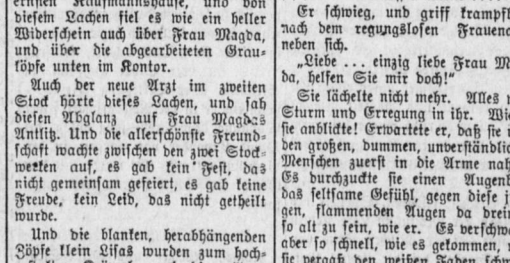 ernsten Kaufmannshause, und von
diesem Lachen fiel es wie ein heller
Widerschein auch über Frau Magda,
und über die abgearbeiteten Grau-
köpfe unten im Kontor.
Auch der neue Arzt im zweiten
Stock hörte dieses Lachen, und sah
diesen Abglanz auf Frau Magdas
Antlitz. Und die allerschönste Freund-
schaft wachte zwischen den zwei Stock-
werken auf, es gab kein Fest, das
nicht gemeinsam gefeiert, es gab keine
Freude, kein Leid, das nicht getheilt
wurde.
Und die blanken, herabhängenden
Zöpfe klein Lisas wurden zum hoch-
Er schwieg, und griff krampfh
nach dem regungslosen Frauenc
neben sich.
„Liebe ... einzig liebe Frau M
da, helfen Sie mir doch!“
Sie lächelte nicht mehr. Alles
Sturm und Erregung in ihr. Wie
sie anblickte! Erwartete er, daß sie
den großen, dummen, unverständlic
Menschen zuerst in die Arme nah
Es durchzuckte sie einen Augenb
das seltsame Gefühl, gegen diese j
gen, flammenden Augen da drein
so alt zu sein, wie er. Es verschw
aber so schnell, wie es gekommen,
sie vergaß den weißen Faden